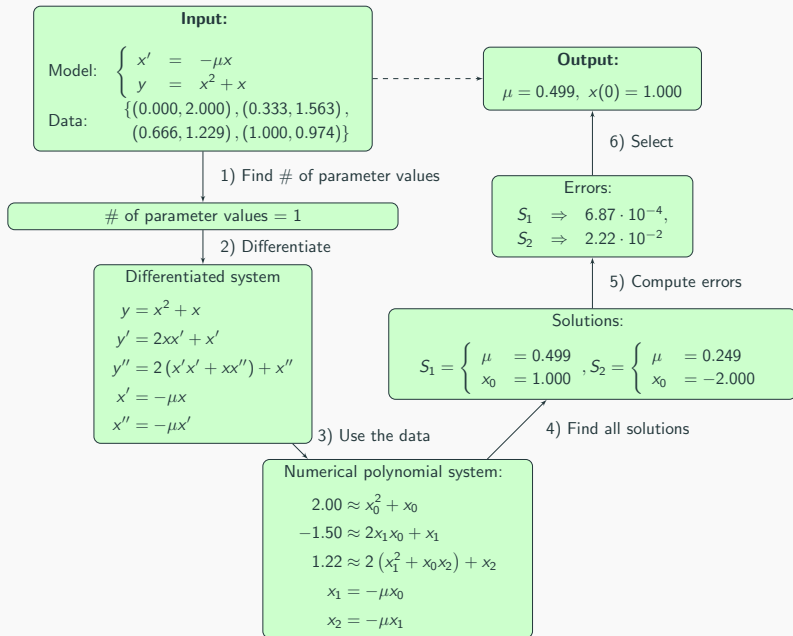 Input:
Model: { x′ = −μx
y = x² + x
Data: {(0.000, 2.000) , (0.333, 1.563) ,
(0.666, 1.229) , (1.000, 0.974)}
Output:
μ = 0.499, x(0) = 1.000
1) Find # of parameter values
# of parameter values = 1
2) Differentiate
Differentiated system
y = x² + x
y′ = 2xx′ + x′
y″ = 2 (x′x′ + xx″) + x″
x′ = −μx
x″ = −μx′
3) Use the data
Numerical polynomial system:
2.00 ≈ x₀² + x₀
−1.50 ≈ 2x₁x₀ + x₁
1.22 ≈ 2 (x₁² + x₀x₂) + x₂
x₁ = −μx₀
x₂ = −μx₁
4) Find all solutions
Solutions:
S₁ = { μ = 0.499 , S₂ = { μ = 0.249
x₀ = 1.000 x₀ = −2.000
5) Compute errors
Errors:
S₁ ⇒ 6.87 · 10⁻⁴,
S₂ ⇒ 2.22 · 10⁻²
6) Select